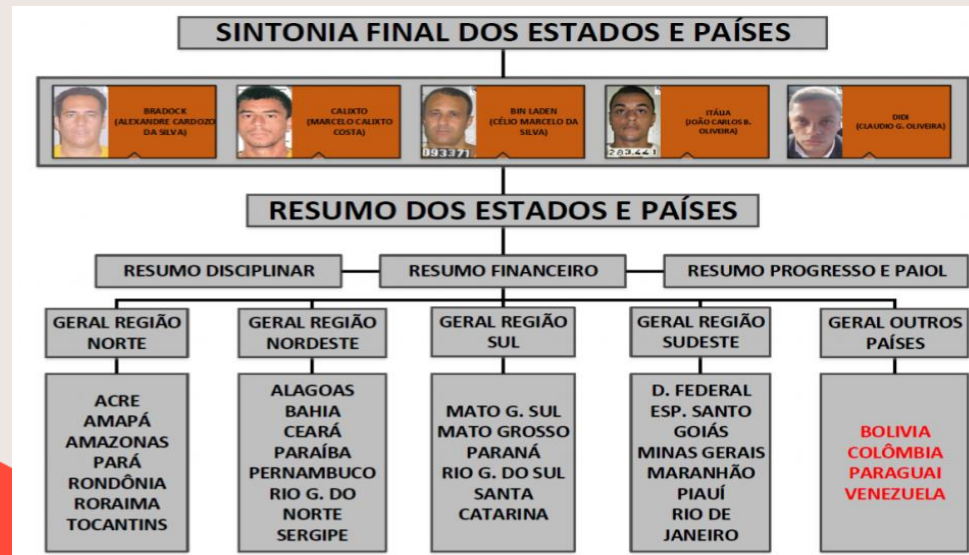 SINTONIA FINAL DOS ESTADOS E PAÍSES
BRADOCK
(ALEXANDRE CARDOZO
DA SILVA)
CALIXTO
(MARCELO CALIXTO
COSTA)
BIN LADEN
(CÉLIO MARCELO DA
SILVA)
093371
ITÁLIA
(JOÃO CARLOS B.
OLIVEIRA)
283.441
DIDI
(CLAUDIO G. OLIVEIRA)
RESUMO DOS ESTADOS E PAÍSES
RESUMO DISCIPLINAR
RESUMO FINANCEIRO
RESUMO PROGRESSO E PAIOL
GERAL REGIÃO
NORTE
ACRE
AMAPÁ
AMAZONAS
PARÁ
RONDÔNIA
RORAIMA
TOCANTINS
GERAL REGIÃO
NORDESTE
ALAGOAS
BAHIA
CEARÁ
PARAÍBA
PERNAMBUCO
RIO G. DO
NORTE
SERGIPE
GERAL REGIÃO
SUL
MATO G. SUL
MATO GROSSO
PARANÁ
RIO G. DO SUL
SANTA
CATARINA
GERAL REGIÃO
SUDESTE
D. FEDERAL
ESP. SANTO
GOIÁS
MINAS GERAIS
MARANHÃO
PIAUÍ
RIO DE
JANEIRO
GERAL OUTROS
PAÍSES
BOLIVIA
COLÔMBIA
PARAGUAI
VENEZUELA